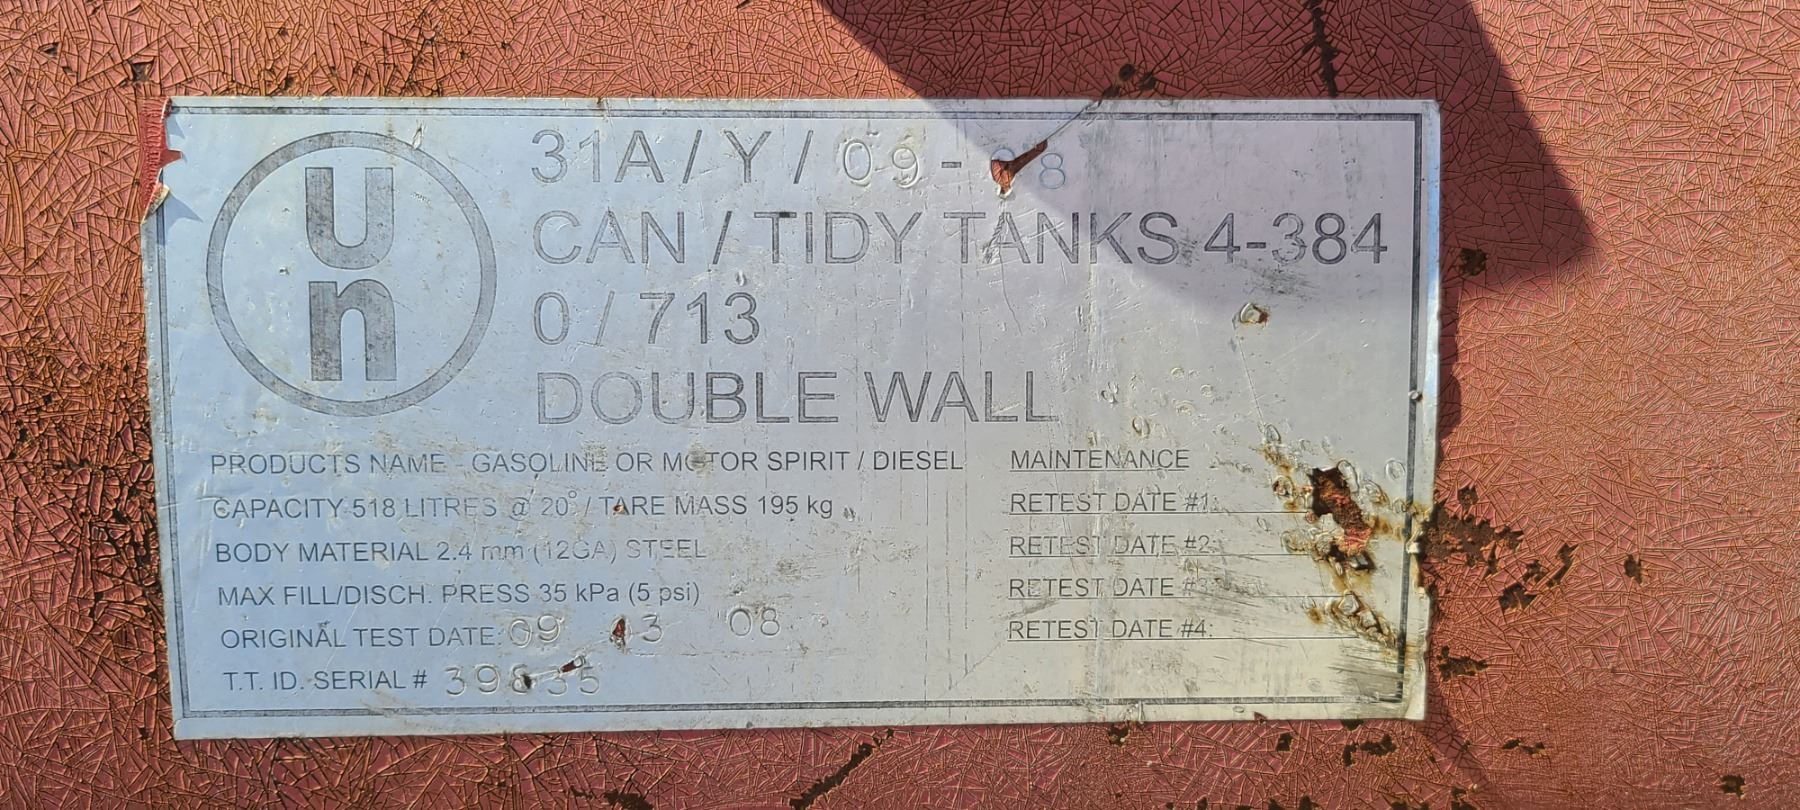 un
31A / Y / 09 - 08
CAN / TIDY TANKS 4-384
0 / 713
DOUBLE WALL
PRODUCTS NAME - GASOLINE OR MOTOR SPIRIT / DIESEL
CAPACITY 518 LITRES @ 20° / TARE MASS 195 kg
BODY MATERIAL 2.4 mm (12GA) STEEL
MAX FILL/DISCH. PRESS 35 kPa (5 psi)
ORIGINAL TEST DATE: 09 08
T.T. ID. SERIAL #
MAINTENANCE
RETEST DATE #1:
RETEST DATE #2:
RETEST DATE #3:
RETEST DATE #4: